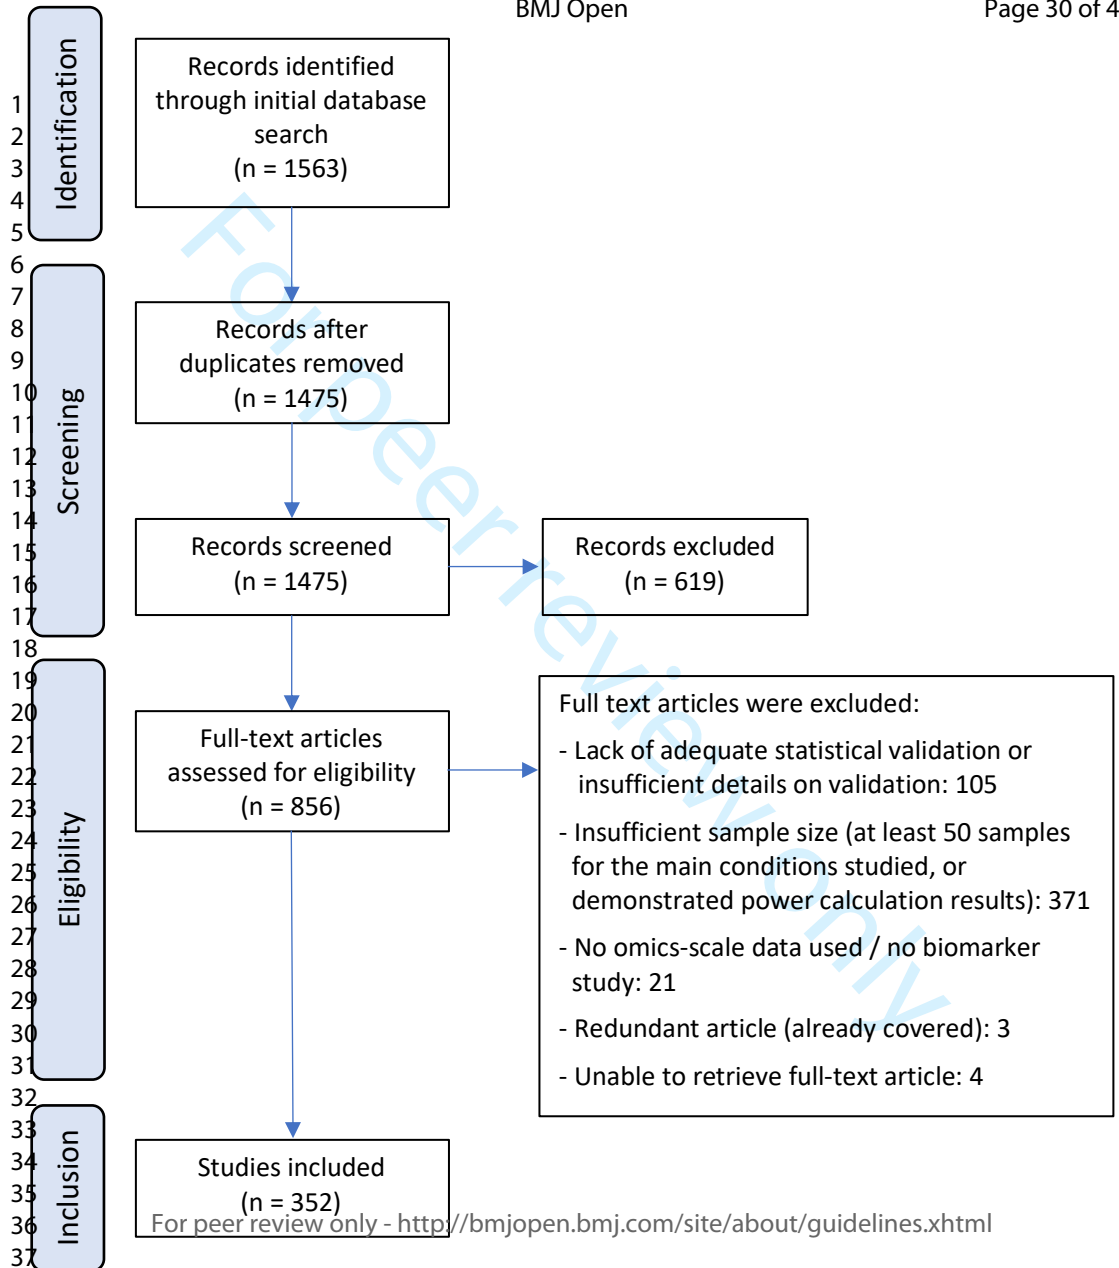 BMJ Open
Page 30 of 4
1
2
3
4
5
6
7
8
9
10
11
12
13
14
15
16
17
18
19
20
21
22
23
24
25
26
27
28
29
30
31
32
33
34
35
36
37
Identification
Records identified
through initial database
search
(n = 1563)
Screening
Records after
duplicates removed
(n = 1475)
Records screened
(n = 1475)
Records excluded
(n = 619)
Eligibility
Full-text articles
assessed for eligibility
(n = 856)
Full text articles were excluded:
- Lack of adequate statistical validation or
insufficient details on validation: 105
- Insufficient sample size (at least 50 samples
for the main conditions studied, or
demonstrated power calculation results): 371
- No omics-scale data used / no biomarker
study: 21
- Redundant article (already covered): 3
- Unable to retrieve full-text article: 4
Inclusion
Studies included
(n = 352)
For peer review only
For peer review only - http://bmjopen.bmj.com/site/about/guidelines.xhtml